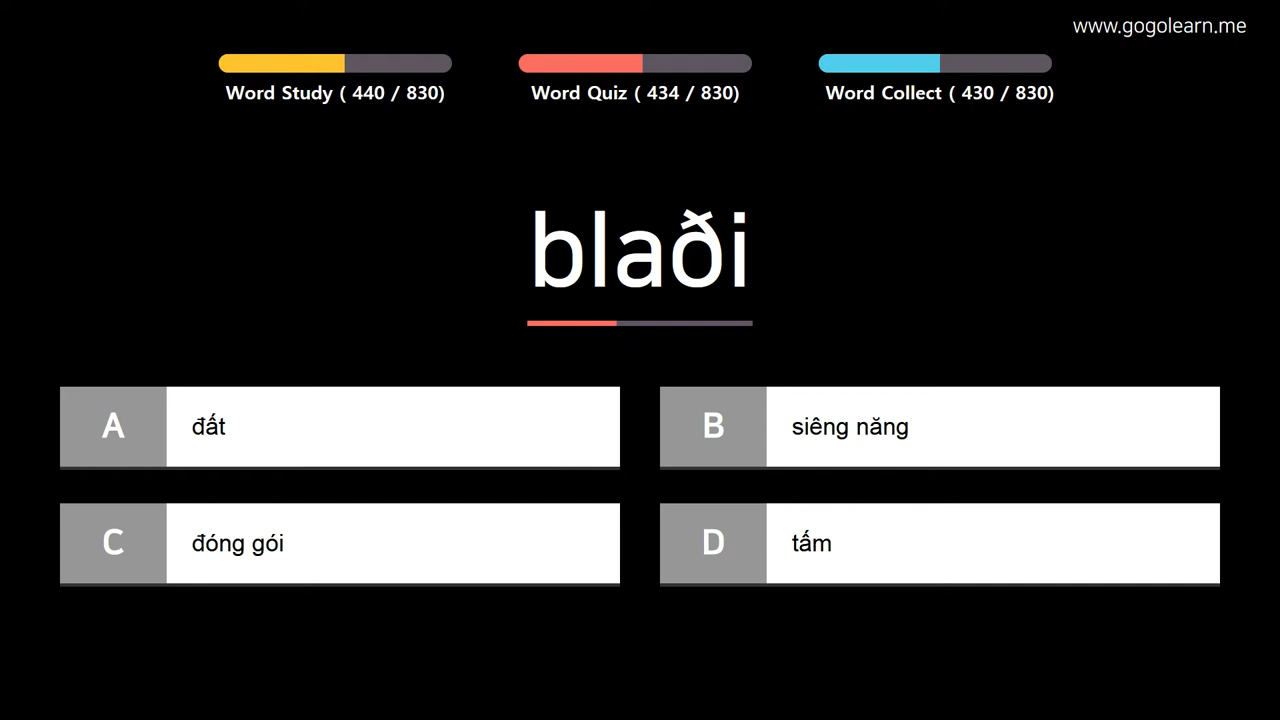 www.gogolearn.me
Word Study ( 440 / 830)
Word Quiz ( 434 / 830)
Word Collect ( 430 / 830)
blaði
A
đất
B
siêng năng
C
đóng gói
D
tấm